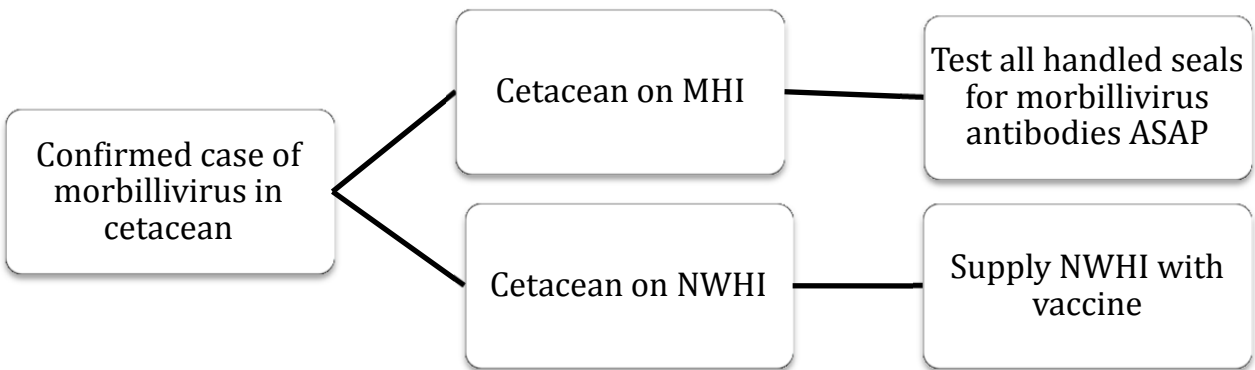 Confirmed case of
morbillivirus in
cetacean
Cetacean on MHI
Test all handled seals
for morbillivirus
antibodies ASAP
Cetacean on NWHI
Supply NWHI with
vaccine